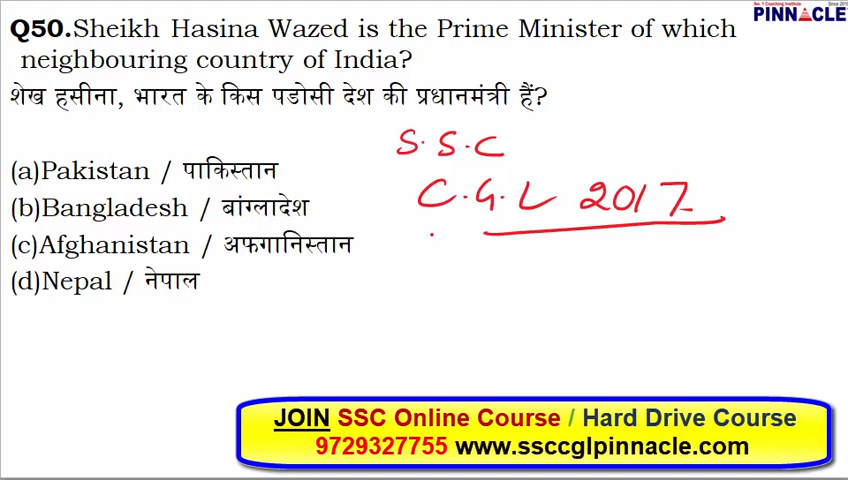 No. 1 Coaching Institute Since 2010
PINNACLE
Q50.Sheikh Hasina Wazed is the Prime Minister of which
neighbouring country of India?
शेख हसीना, भारत के किस पडोसी देश की प्रधानमंत्री हैं?
S.S.C
(a)Pakistan / पाकिस्तान
C.G.L 2017
(b)Bangladesh / बांग्लादेश
(c)Afghanistan / अफगानिस्तान
(d)Nepal / नेपाल
JOIN SSC Online Course / Hard Drive Course
9729327755 www.ssccglpinnacle.com